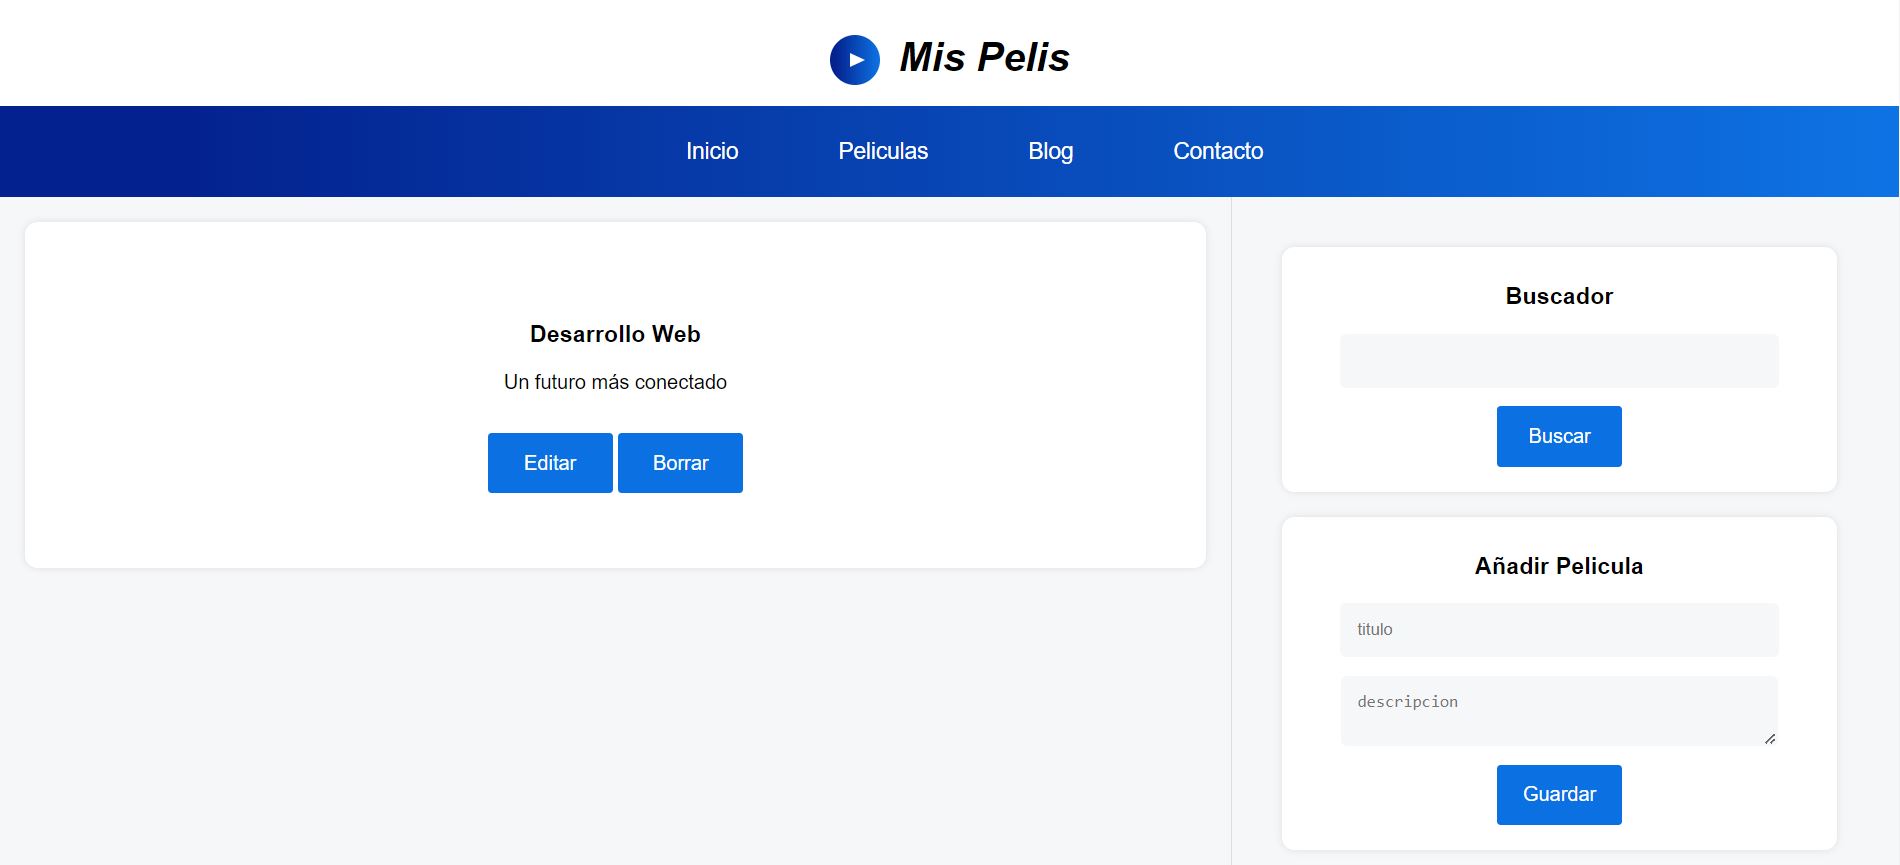 Mis Pelis
Inicio Peliculas Blog Contacto
Desarrollo Web
Un futuro más conectado
Editar Borrar
Buscador
Buscar
Añadir Pelicula
titulo
descripcion
Guardar